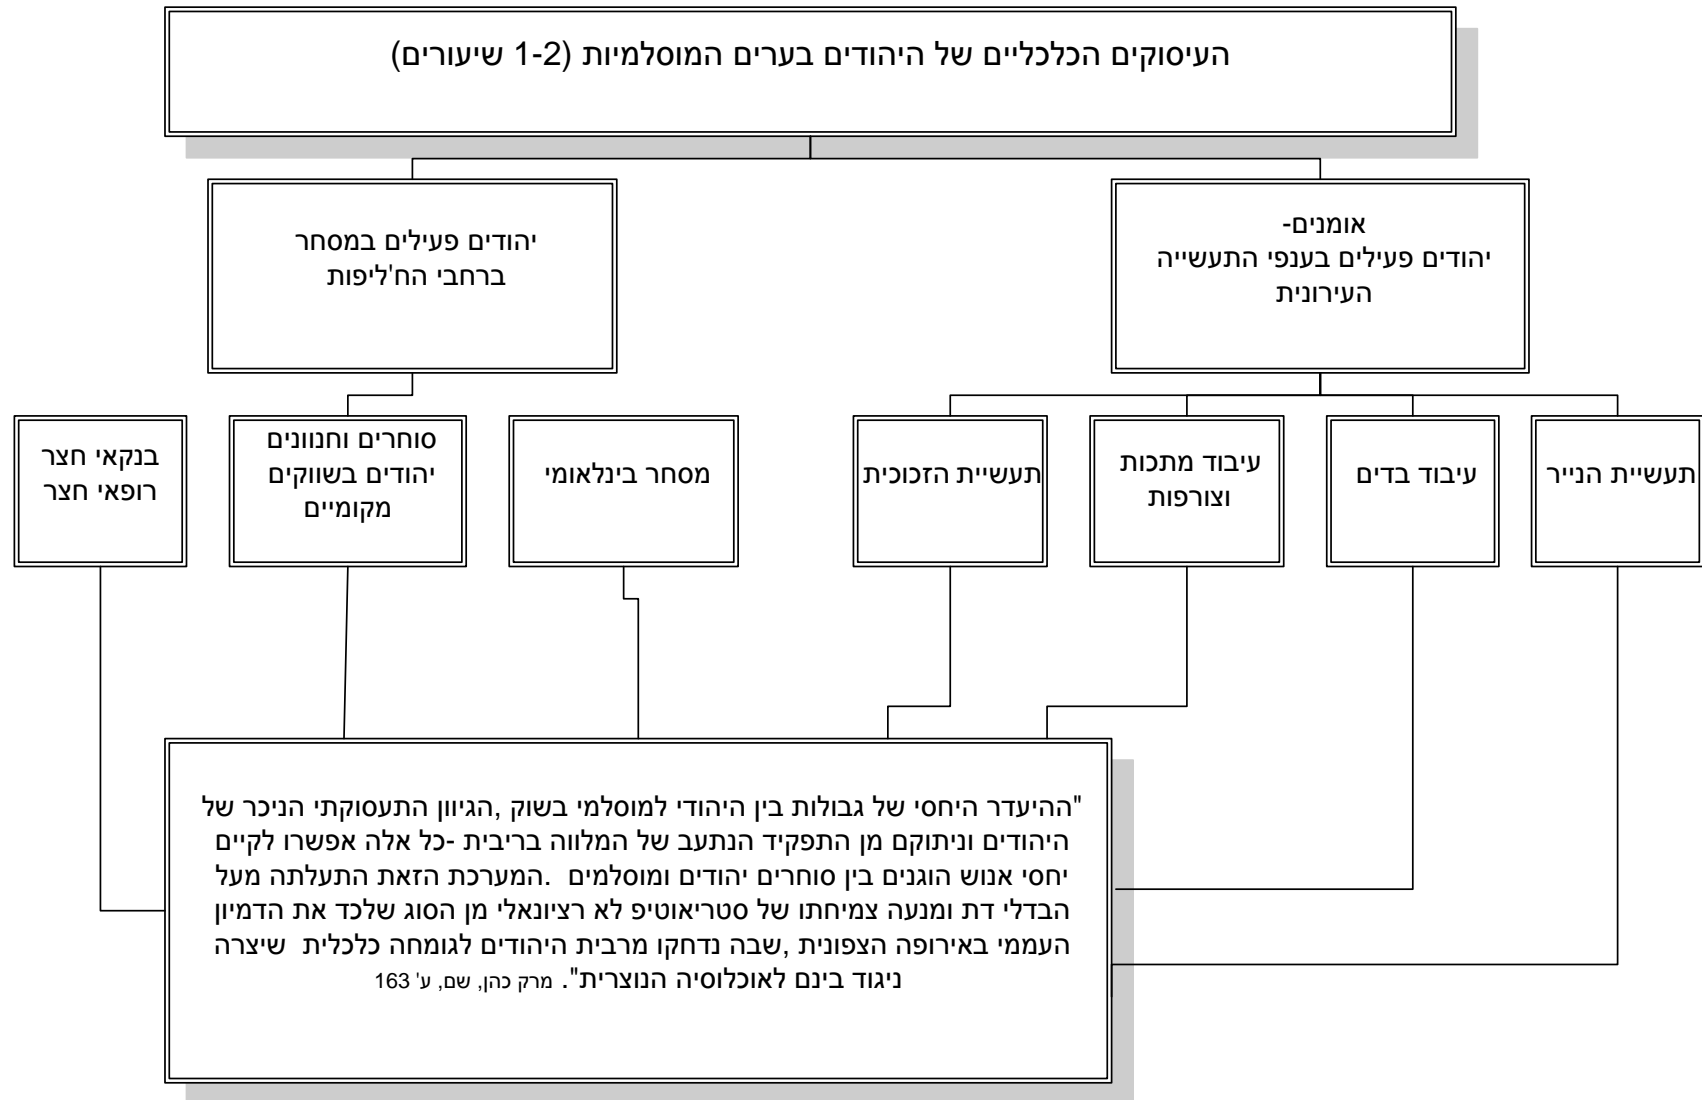 העיסוקים הכלכליים של היהודים בערים המוסלמיות (1-2 שיעורים)
אומנים-
יהודים פעילים בענפי התעשייה
העירונית
יהודים פעילים במסחר
ברחבי הח'ליפות
תעשיית הנייר
עיבוד בדים
עיבוד מתכות
וצורפות
תעשיית הזכוכית
מסחר בינלאומי
סוחרים וחנוונים
יהודים בשווקים
מקומיים
בנקאי חצר
רופאי חצר
"ההיעדר היחסי של גבולות בין היהודי למוסלמי בשוק ,הגיוון התעסוקתי הניכר של
היהודים וניתוקם מן התפקיד הנתעב של המלווה בריבית -כל אלה אפשרו לקיים
יחסי אנוש הוגנים בין סוחרים יהודים ומוסלמים .המערכת הזאת התעלתה מעל
הבדלי דת ומנעה צמיחתו של סטריאוטיפ לא רציונאלי מן הסוג שלכד את הדמיון
העממי באירופה הצפונית ,שבה נדחקו מרבית היהודים לגומחה כלכלית שיצרה
ניגוד בינם לאוכלוסיה הנוצרית". מרק כהן, שם, ע' 163